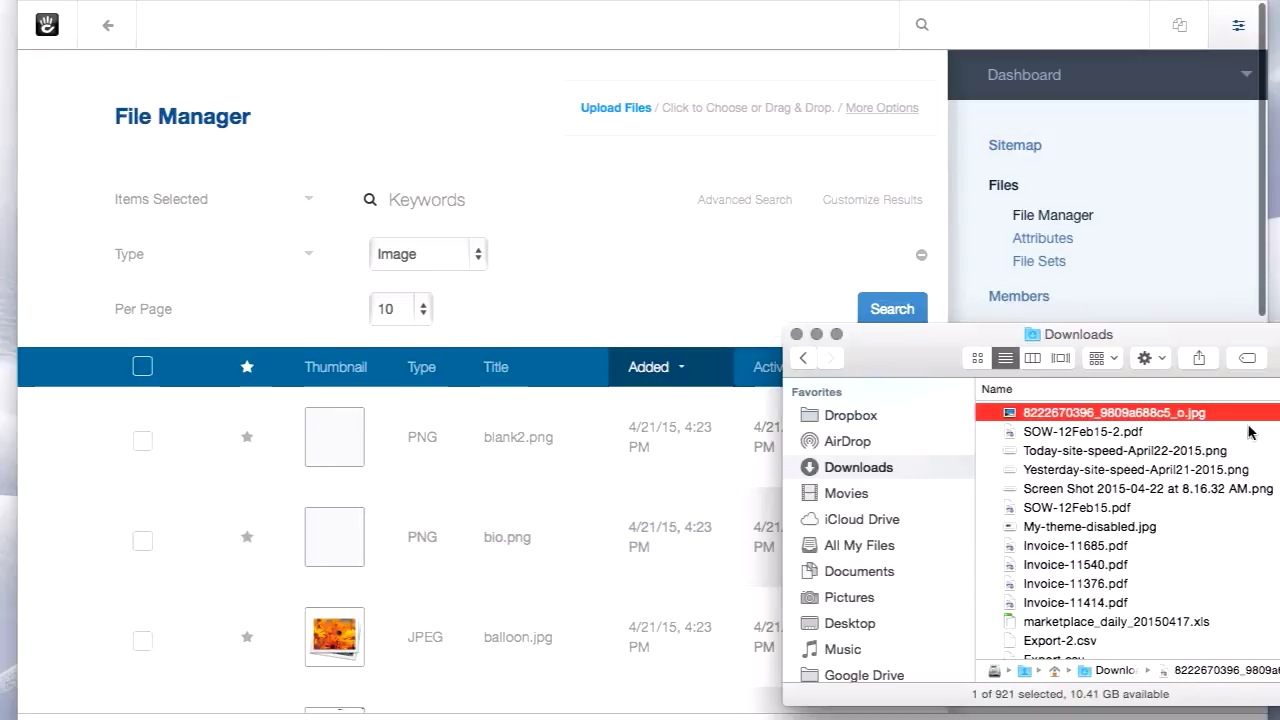 File Manager
Upload Files / Click to Choose or Drag & Drop. / More Options
Items Selected
Keywords
Advanced Search
Customize Results
Type
Image
Per Page
10
Search
Thumbnail Type Title Added
PNG blank2.png 4/21/15, 4:23
PM
PM
PNG bio.png 4/21/15, 4:23
PM
PM
JPEG balloon.jpg 4/21/15, 4:23
PM
PM
Dashboard
Sitemap
Files
File Manager
Attributes
File Sets
Members
Downloads
Favorites
Dropbox
AirDrop
Downloads
Movies
iCloud Drive
All My Files
Documents
Pictures
Desktop
Music
Google Drive
Name
8222670396_9809a688c5_o.jpg
SOW-12Feb15-2.pdf
Today-site-speed-April22-2015.png
Yesterday-site-speed-April21-2015.png
Screen Shot 2015-04-22 at 8.16.32 AM.png
SOW-12Feb15.pdf
My-theme-disabled.jpg
Invoice-11685.pdf
Invoice-11540.pdf
Invoice-11376.pdf
Invoice-11414.pdf
marketplace_daily_20150417.xls
Export-2.csv
1 of 921 selected, 10.41 GB available